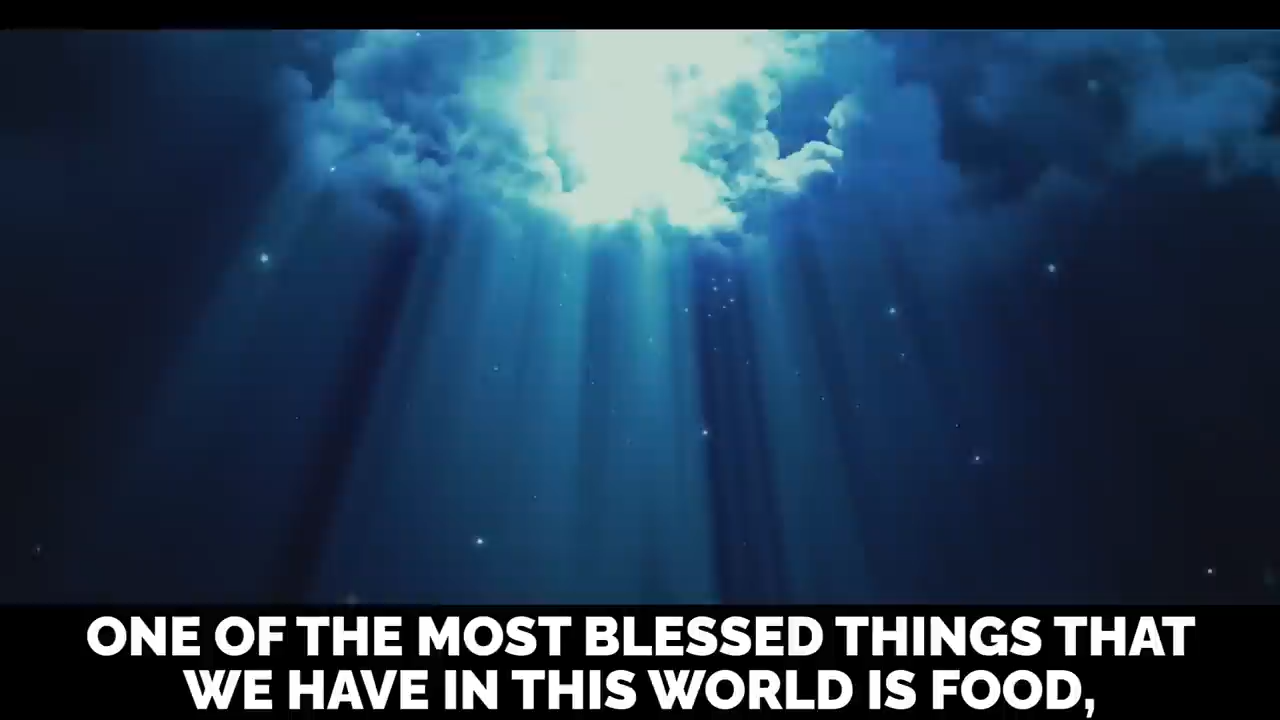 ONE OF THE MOST BLESSED THINGS THAT
WE HAVE IN THIS WORLD IS FOOD,